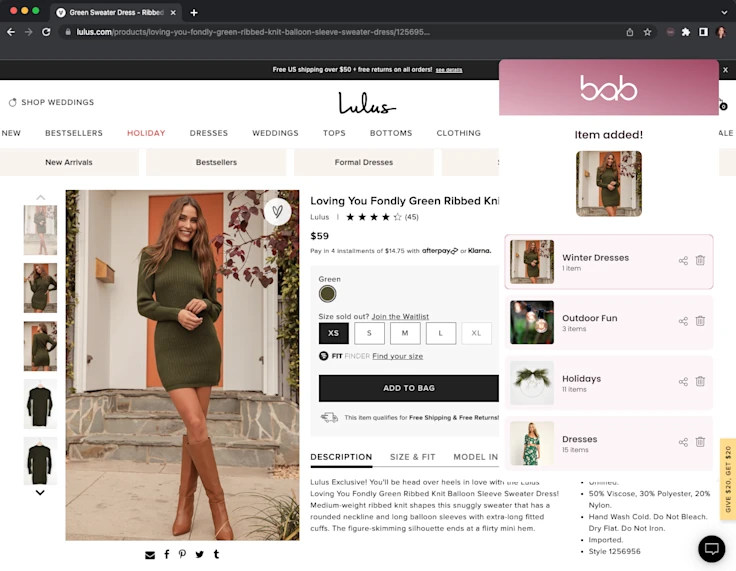 Green Sweater Dress - Ribbed
lulus.com/products/loving-you-fondly-green-ribbed-knit-balloon-sleeve-sweater-dress/125695...
Free US shipping over $50 + free returns on all orders! see details
X
SHOP WEDDINGS
Lulus
0
NEW
BESTSELLERS
HOLIDAY
DRESSES
WEDDINGS
TOPS
BOTTOMS
CLOTHING
ALE
New Arrivals
Bestsellers
Formal Dresses
Loving You Fondly Green Ribbed Kni
Lulus | (45)
$59
Pay in 4 installments of $14.75 with afterpay or Klarna.
Green
Size sold out? Join the Waitlist
XS
S
M
L
XL
FIT FINDER Find your size
ADD TO BAG
This item qualifies for Free Shipping & Free Returns!
DESCRIPTION
SIZE & FIT
MODEL IN
Lulus Exclusive! You'll be head over heels in love with the Lulus
Loving You Fondly Green Ribbed Knit Balloon Sleeve Sweater Dress!
Medium-weight ribbed knit shapes this snuggly sweater that has a
rounded neckline and long balloon sleeves with extra-long fitted
cuffs. The figure-skimming silhouette ends at a flirty mini hem.
Unlined.
50% Viscose, 30% Polyester, 20%
Nylon.
Hand Wash Cold. Do Not Bleach.
Dry Flat. Do Not Iron.
Imported.
Style 1256956
bab
Item added!
Winter Dresses
1 item
Outdoor Fun
3 items
Holidays
11 items
Dresses
15 items
GIVE $20, GET $20